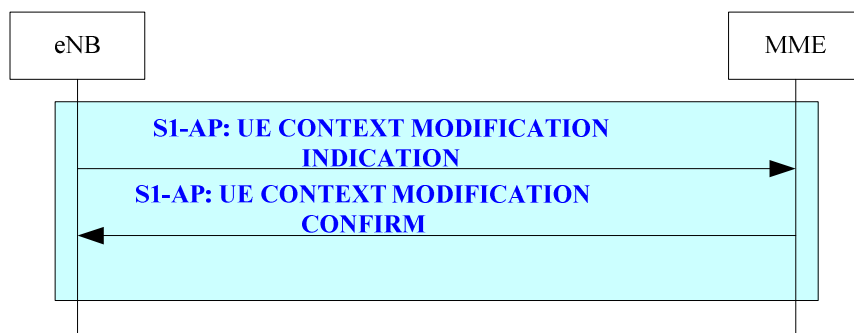 eNB
MME
S1-AP: UE CONTEXT MODIFICATION
INDICATION
S1-AP: UE CONTEXT MODIFICATION
CONFIRM